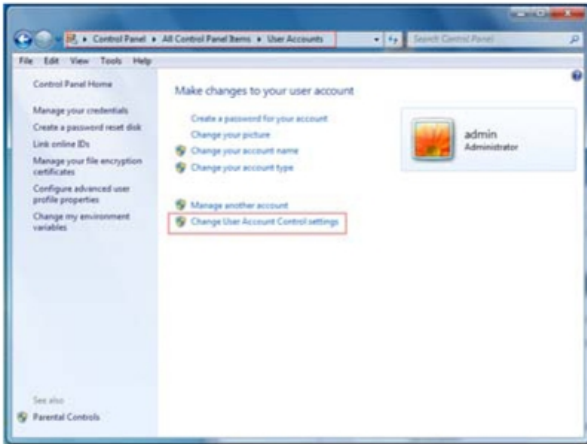 Control Panel ▸ All Control Panel Items ▸ User Accounts
Search Control Panel
File Edit View Tools Help
Control Panel Home
Manage your credentials
Create a password reset disk
Link online IDs
Manage your file encryption
certificates
Configure advanced user
profile properties
Change my environment
variables
See also
Parental Controls
Make changes to your user account
Create a password for your account
Change your picture
Change your account name
Change your account type
Manage another account
Change User Account Control settings
admin
Administrator